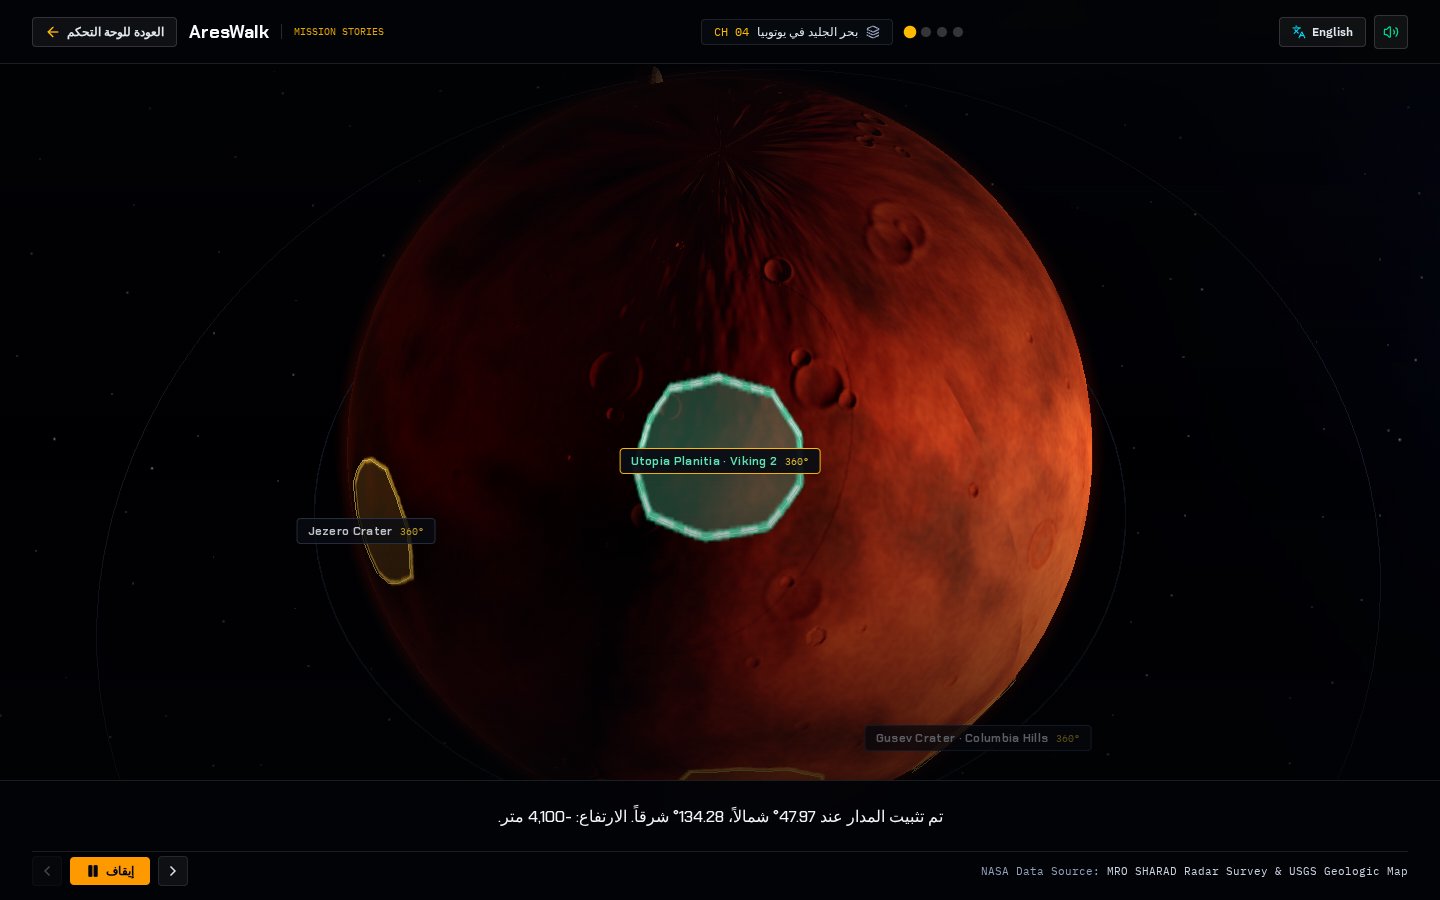 العودة للوحة التحكم
AresWalk
MISSION STORIES
CH 04 بحر الجليد في يوتوبيا
English
Utopia Planitia · Viking 2 360°
Jezero Crater 360°
Gusev Crater · Columbia Hills 360°
تم تثبيت المدار عند 47.97° شمالاً، 134.28° شرقاً. الارتفاع: -4,100 متر.
إيقاف
NASA Data Source: MRO SHARAD Radar Survey & USGS Geologic Map